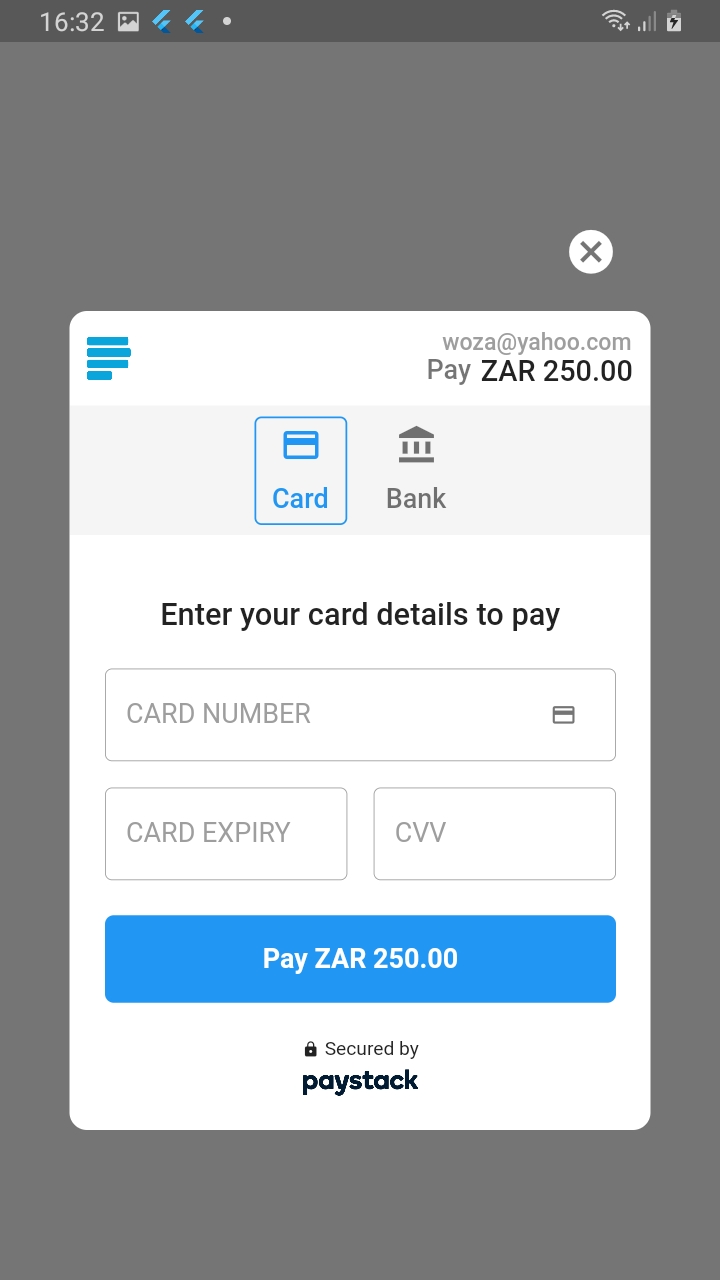 16:32
woza@yahoo.com
Pay ZAR 250.00
Card
Bank
Enter your card details to pay
CARD NUMBER
CARD EXPIRY
CVV
Pay ZAR 250.00
Secured by
paystack